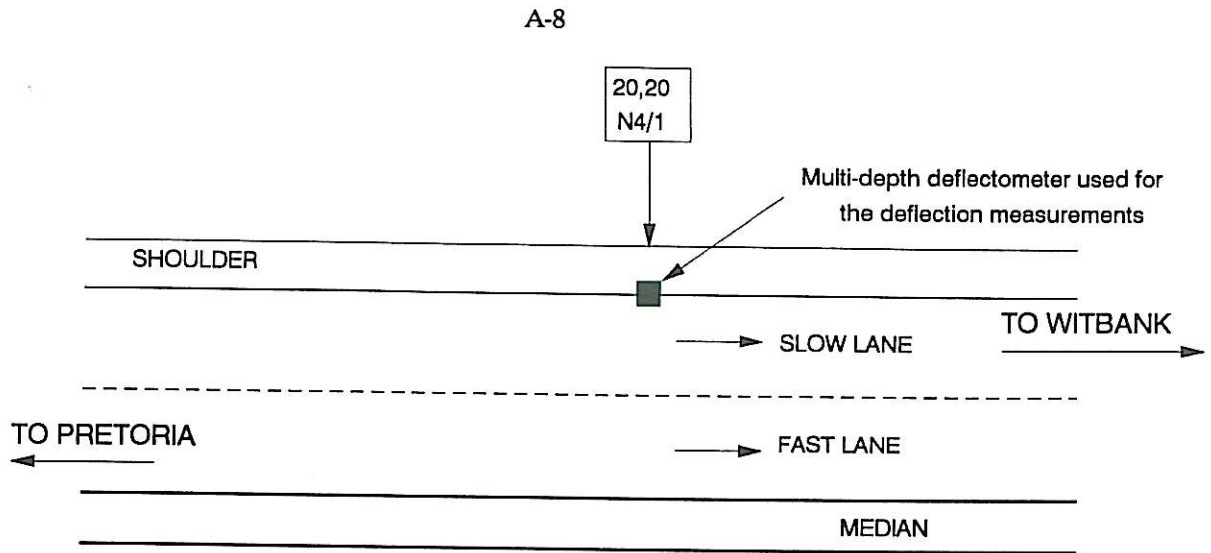 A-8
20,20
N4/1
Multi-depth deflectometer used for
the deflection measurements
SHOULDER
TO WITBANK
SLOW LANE
TO PRETORIA
FAST LANE
MEDIAN